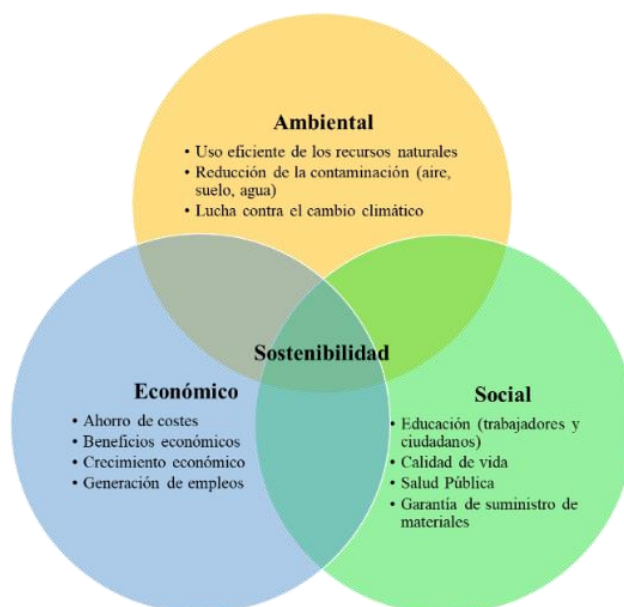 Ambiental
• Uso eficiente de los recursos naturales
• Reducción de la contaminación (aire,
suelo, agua)
• Lucha contra el cambio climático
Sostenibilidad
Económico
• Ahorro de costes
• Beneficios económicos
• Crecimiento económico
• Generación de empleos
Social
• Educación (trabajadores y
ciudadanos)
• Calidad de vida
• Salud Pública
• Garantía de suministro de
materiales